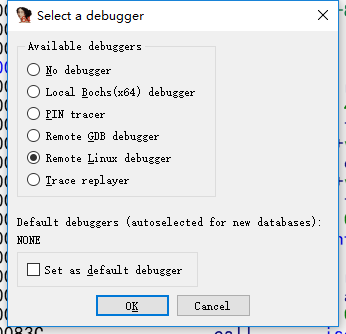 Select a debugger
Available debuggers
No debugger
Local Bochs(x64) debugger
PIN tracer
Remote GDB debugger
Remote Linux debugger
Trace replayer
Default debuggers (autoselected for new databases):
NONE
Set as default debugger
OK
Cancel